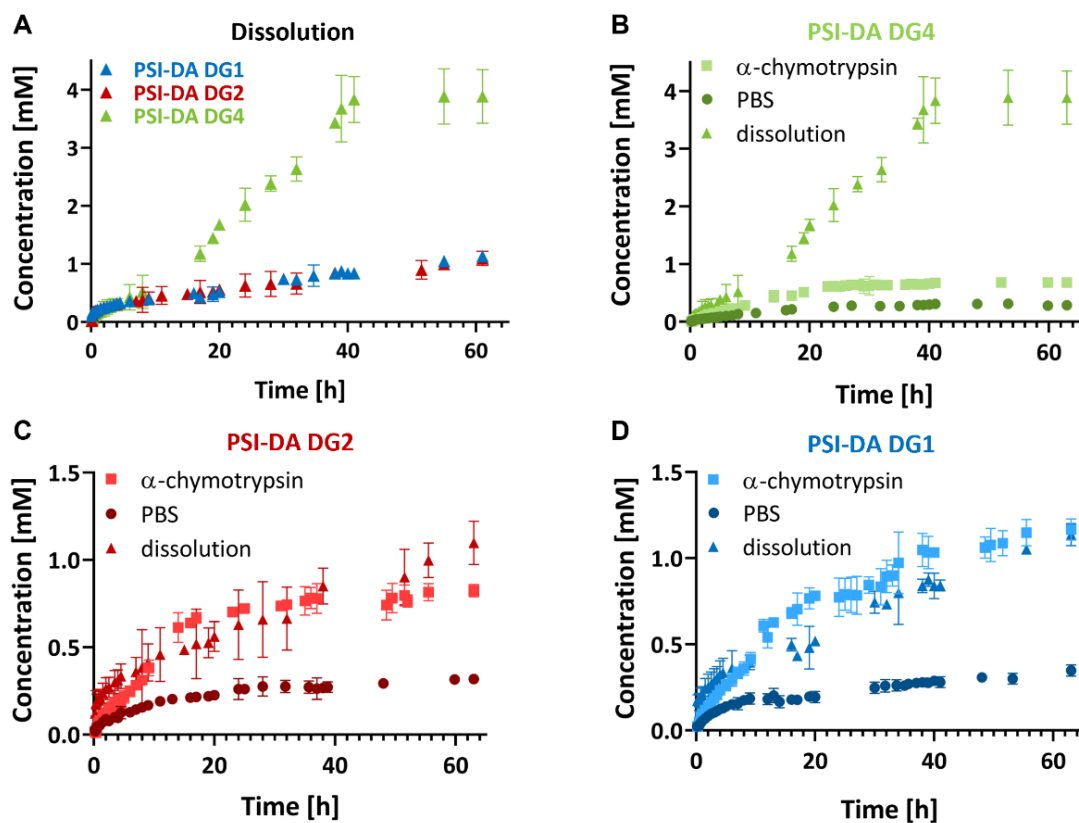 A
Dissolution
PSI-DA DG1
PSI-DA DG2
PSI-DA DG4
Concentration [mM]
4
3
2
1
0
0
20
40
60
Time [h]
B
PSI-DA DG4
α-chymotrypsin
PBS
dissolution
Concentration [mM]
4
3
2
1
0
0
20
40
60
Time [h]
C
PSI-DA DG2
α-chymotrypsin
PBS
dissolution
Concentration [mM]
1.5
1.0
0.5
0.0
0
20
40
60
Time [h]
D
PSI-DA DG1
α-chymotrypsin
PBS
dissolution
Concentration [mM]
1.5
1.0
0.5
0.0
0
20
40
60
Time [h]